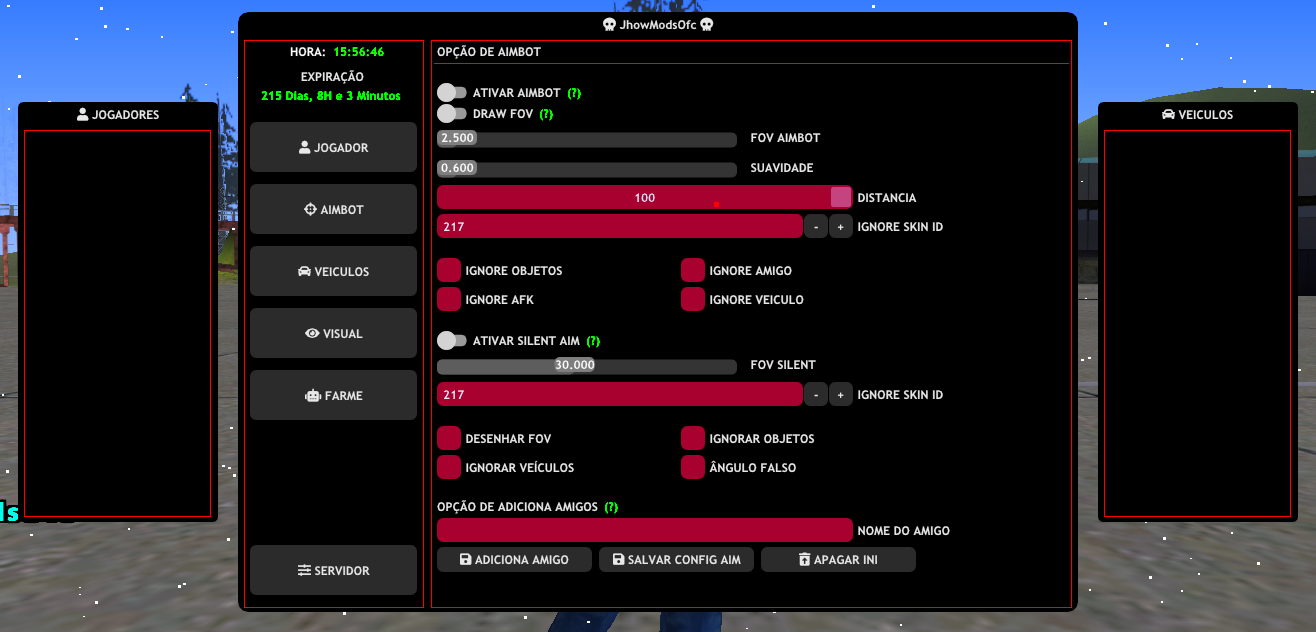 JhowModsOfc
HORA: 15:56:46
EXPIRAÇÃO
215 Dias, 8H e 3 Minutos
JOGADOR
AIMBOT
VEICULOS
VISUAL
FARME
SERVIDOR
JOGADORES
OPÇÃO DE AIMBOT
ATIVAR AIMBOT (?)
DRAW FOV (?)
2.500 FOV AIMBOT
0.600 SUAVIDADE
100 DISTANCIA
217 - + IGNORE SKIN ID
IGNORE OBJETOS IGNORE AMIGO
IGNORE AFK IGNORE VEICULO
ATIVAR SILENT AIM (?)
30.000 FOV SILENT
217 - + IGNORE SKIN ID
DESENHAR FOV IGNORAR OBJETOS
IGNORAR VEÍCULOS ÂNGULO FALSO
OPÇÃO DE ADICIONA AMIGOS (?)
NOME DO AMIGO
ADICIONA AMIGO SALVAR CONFIG AIM APAGAR INI
VEICULOS